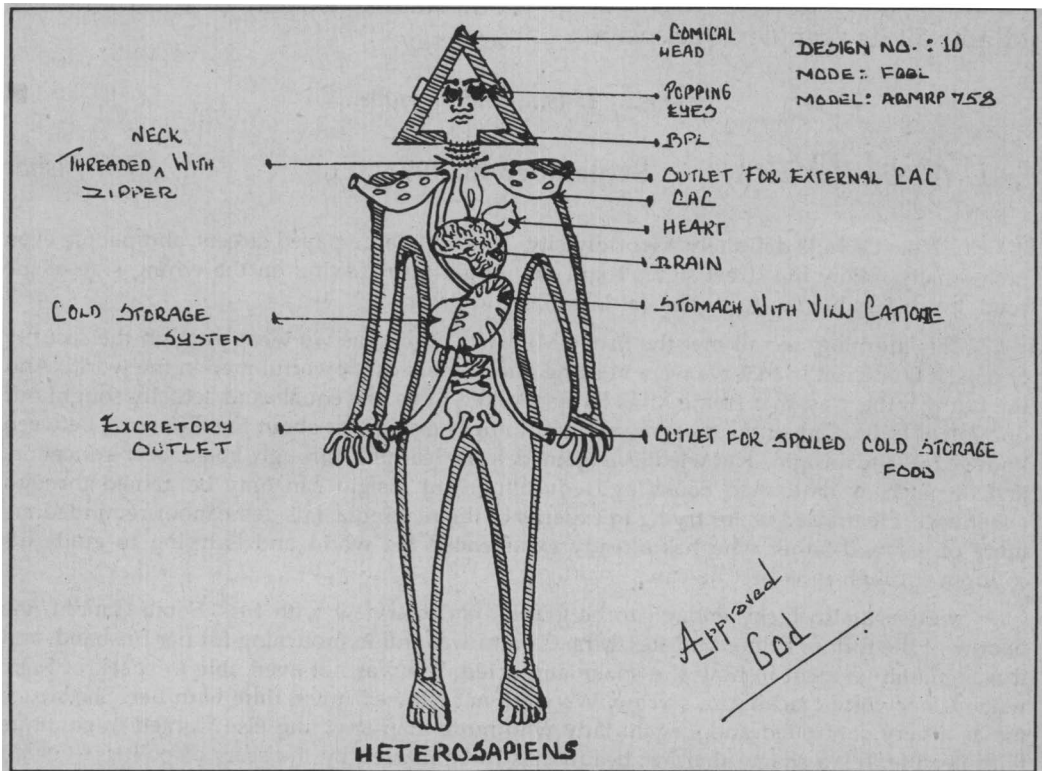 COMICAL
HEAD
DESIGN NO. : 10
MODE: FOOL
MODEL: ABMRP 758
POPPING
EYES
BPL
NECK
THREADED ^ WITH
ZIPPER
OUTLET FOR EXTERNAL CAC
CAC
HEART
BRAIN
COLD STORAGE
SYSTEM
STOMACH WITH VILLI
EXCRETORY
OUTLET
OUTLET FOR SPOILED COLD STORAGE
FOOD
Approved
God
HETEROSAPIENS